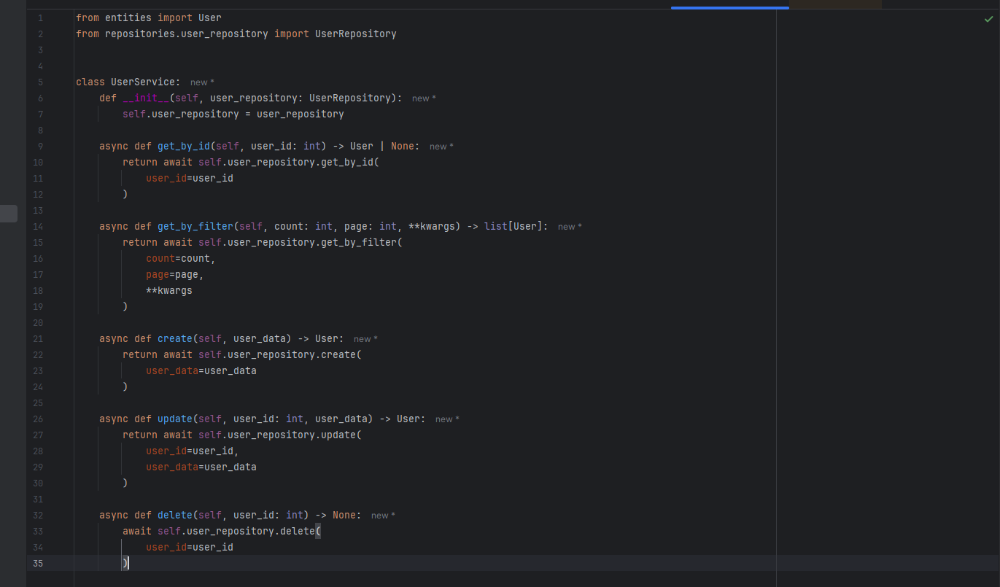 1 from entities import User
2 from repositories.user_repository import UserRepository
3
4
5 class UserService: new *
6     def __init__(self, user_repository: UserRepository): new *
7         self.user_repository = user_repository
8
9     async def get_by_id(self, user_id: int) -> User | None: new *
10         return await self.user_repository.get_by_id(
11             user_id=user_id
12         )
13
14     async def get_by_filter(self, count: int, page: int, **kwargs) -> list[User]: new *
15         return await self.user_repository.get_by_filter(
16             count=count,
17             page=page,
18             **kwargs
19         )
20
21     async def create(self, user_data) -> User: new *
22         return await self.user_repository.create(
23             user_data=user_data
24         )
25
26     async def update(self, user_id: int, user_data) -> User: new *
27         return await self.user_repository.update(
28             user_id=user_id,
29             user_data=user_data
30         )
31
32     async def delete(self, user_id: int) -> None: new *
33         await self.user_repository.delete(
34             user_id=user_id
35         )